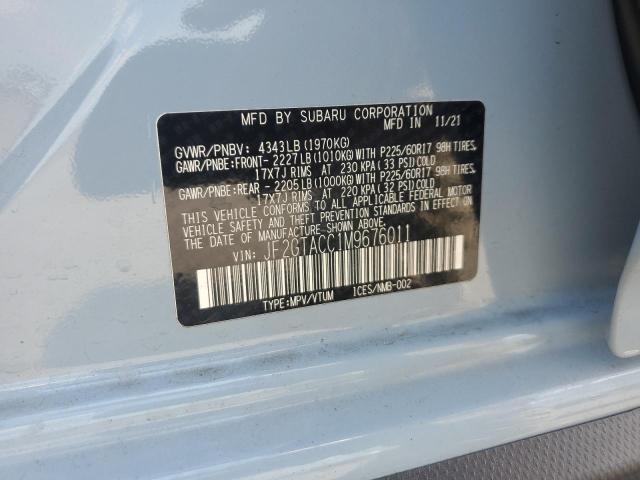 MFD BY SUBARU CORPORATION
MFD IN 11/21
GVWR/PNBV: 4343LB(1970KG)
GAWR/PNBE:FRONT- 2227LB(1010KG)WITH P225/60R17 98H TIRES,
17X7J RIMS AT 230 KPA(33 PSI)COLD
GAWR/PNBE:REAR - 2205LB(1000KG)WITH P225/60R17 98H TIRES,
17X7J RIMS AT 220 KPA(32 PSI)COLD
THIS VEHICLE CONFORMS TO ALL APPLICABLE FEDERAL MOTOR
VEHICLE SAFETY AND THEFT PREVENTION STANDARDS IN EFFECT ON THE
DATE OF MANUFACTURE SHOWN ABOVE.
VIN: JF2GTACC1M9676011
TYPE:MPV/VTUM ICES/NMB-002